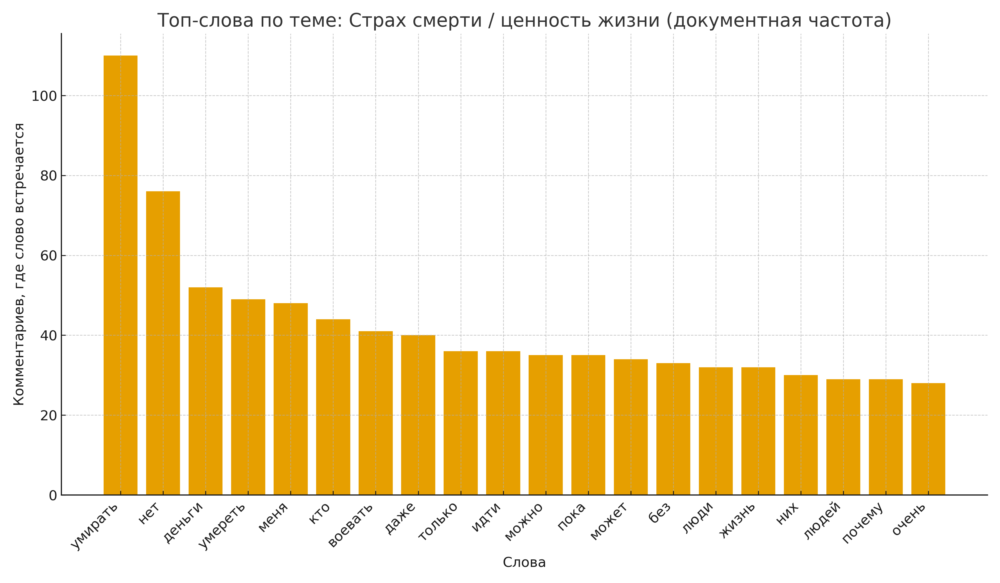 Топ-слова по теме: Страх смерти / ценность жизни (документная частота)
Комментариев, где слово встречается
100
80
60
40
20
0
умирать
нет
деньги
умереть
меня
кто
воевать
даже
только
идти
можно
пока
может
без
люди
жизнь
них
людей
почему
очень
Слова